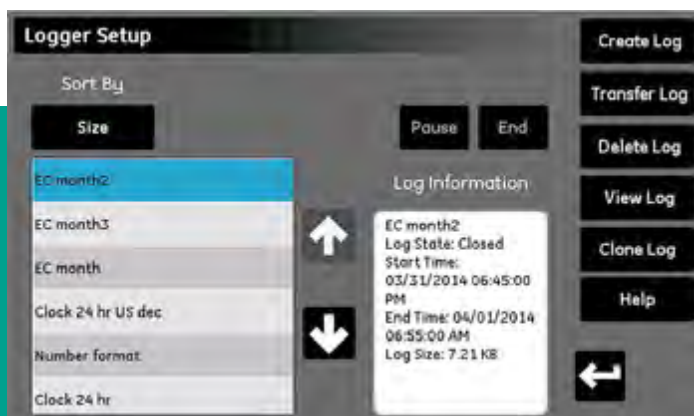 Logger Setup
Sort By
Size
Pause
End
EC month2
EC month3
EC month
Clock 24 hr US dec
Number format
Clock 24 hr
Log Information
EC month2
Log State: Closed
Start Time:
03/31/2014 06:45:00
PM
End Time: 04/01/2014
06:55:00 AM
Log Size: 7.21 KB
Create Log
Transfer Log
Delete Log
View Log
Clone Log
Help